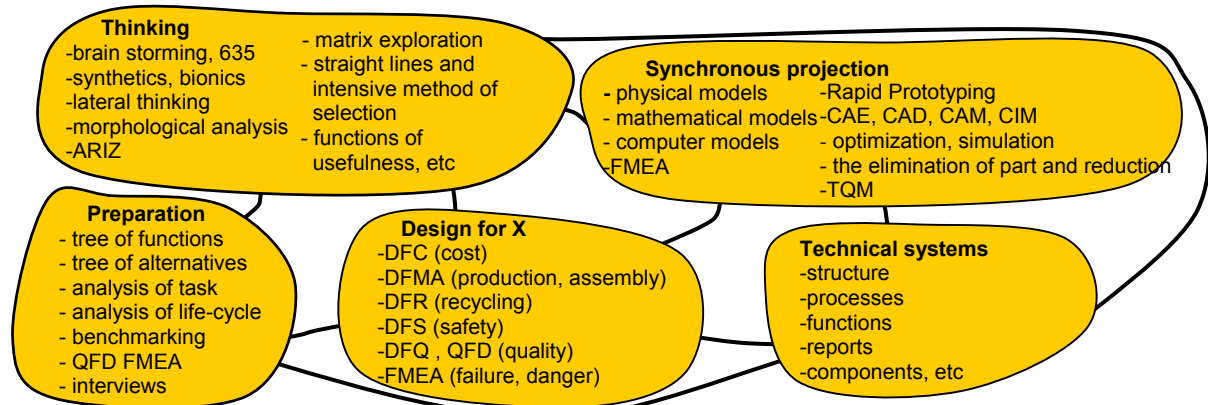 Thinking
-brain storming, 635
-synthetics, bionics
-lateral thinking
-morphological analysis
-ARIZ
- matrix exploration
- straight lines and
intensive method of
selection
- functions of
usefulness, etc
Synchronous projection
- physical models
- mathematical models
- computer models
-FMEA
-Rapid Prototyping
-CAE, CAD, CAM, CIM
- optimization, simulation
- the elimination of part and reduction
-TQM
Preparation
- tree of functions
- tree of alternatives
- analysis of task
- analysis of life-cycle
- benchmarking
- QFD FMEA
- interviews
Design for X
-DFC (cost)
-DFMA (production, assembly)
-DFR (recycling)
-DFS (safety)
-DFQ , QFD (quality)
-FMEA (failure, danger)
Technical systems
-structure
-processes
-functions
-reports
-components, etc